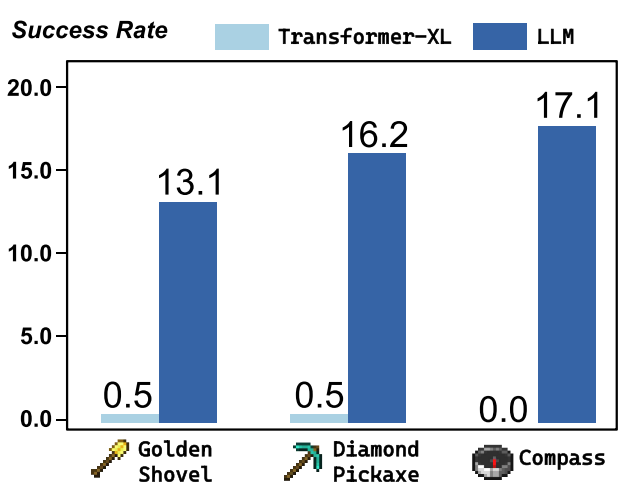 Success Rate
Transformer-XL
LLM
20.0
15.0
10.0
5.0
0.0
13.1
16.2
17.1
0.5
0.5
0.0
Golden
Shovel
Diamond
Pickaxe
Compass